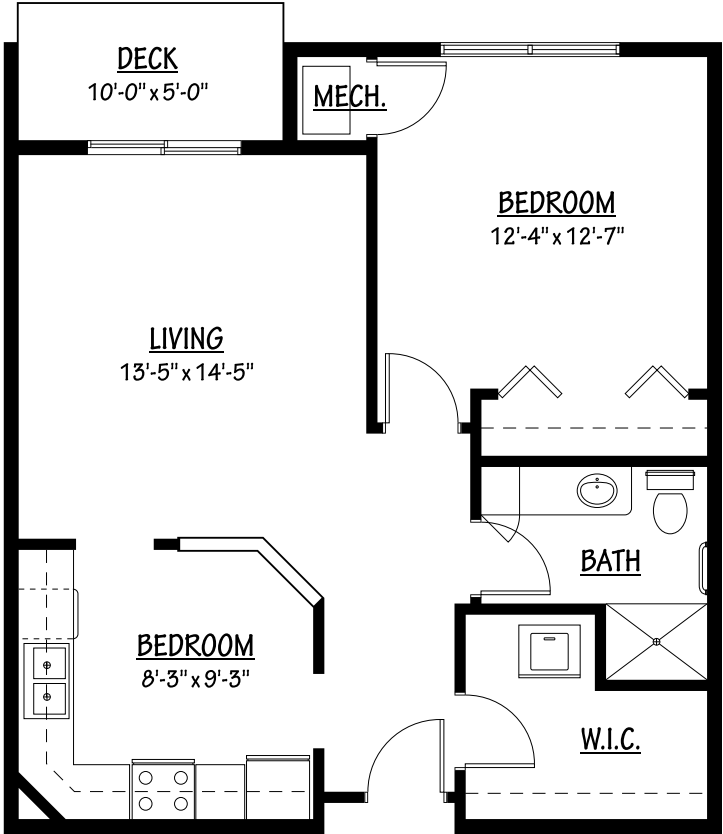 DECK
10'-0" x 5'-0"
MECH.
BEDROOM
12'-4" x 12'-7"
LIVING
13'-5" x 14'-5"
BATH
BEDROOM
8'-3" x 9'-3"
W.I.C.